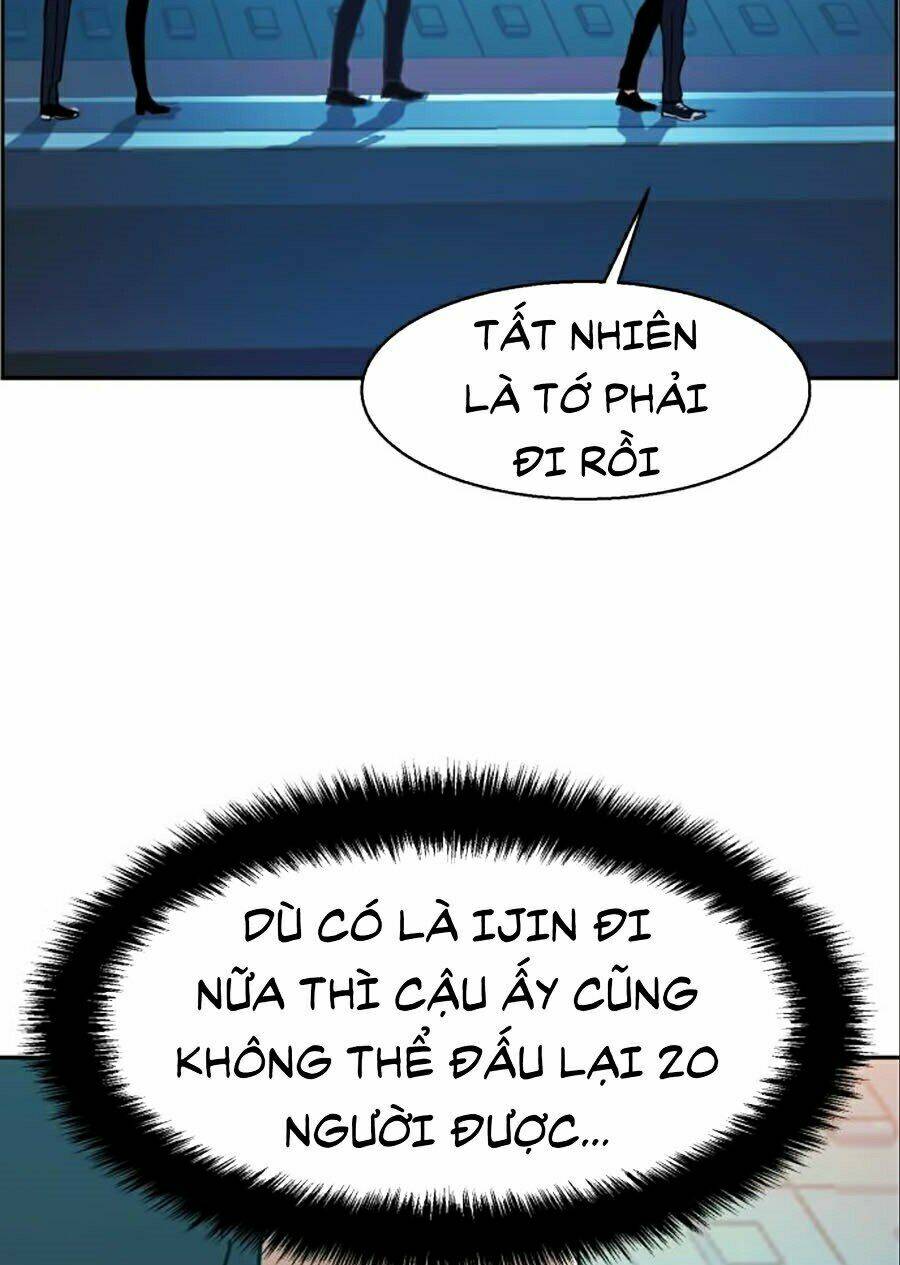 TẤT NHIÊN
LÀ TỚ PHẢI
ĐI RỒI
DÙ CÓ LÀ IJIN ĐI
NỮA THÌ CẬU ẤY CŨNG
KHÔNG THỂ ĐẤU LẠI 20
NGƯỜI ĐƯỢC...